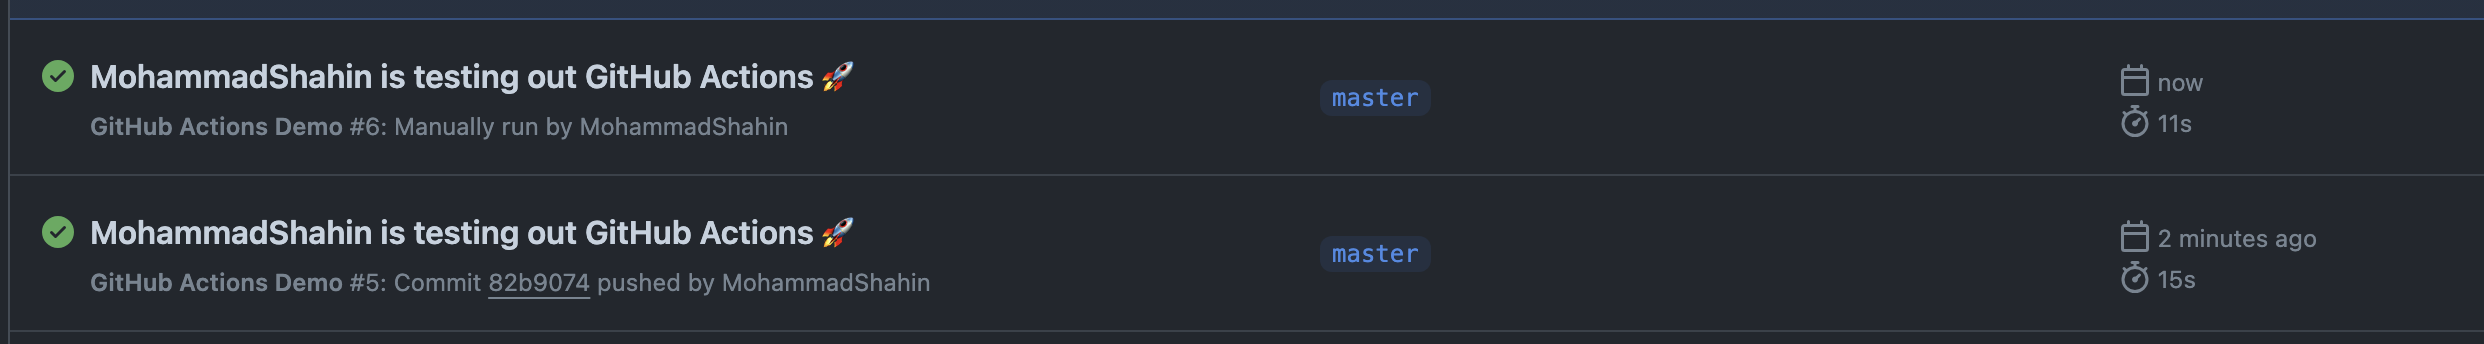 MohammadShahin is testing out GitHub Actions 🚀
GitHub Actions Demo #6: Manually run by MohammadShahin
master
now
11s
MohammadShahin is testing out GitHub Actions 🚀
GitHub Actions Demo #5: Commit 82b9074 pushed by MohammadShahin
master
2 minutes ago
15s